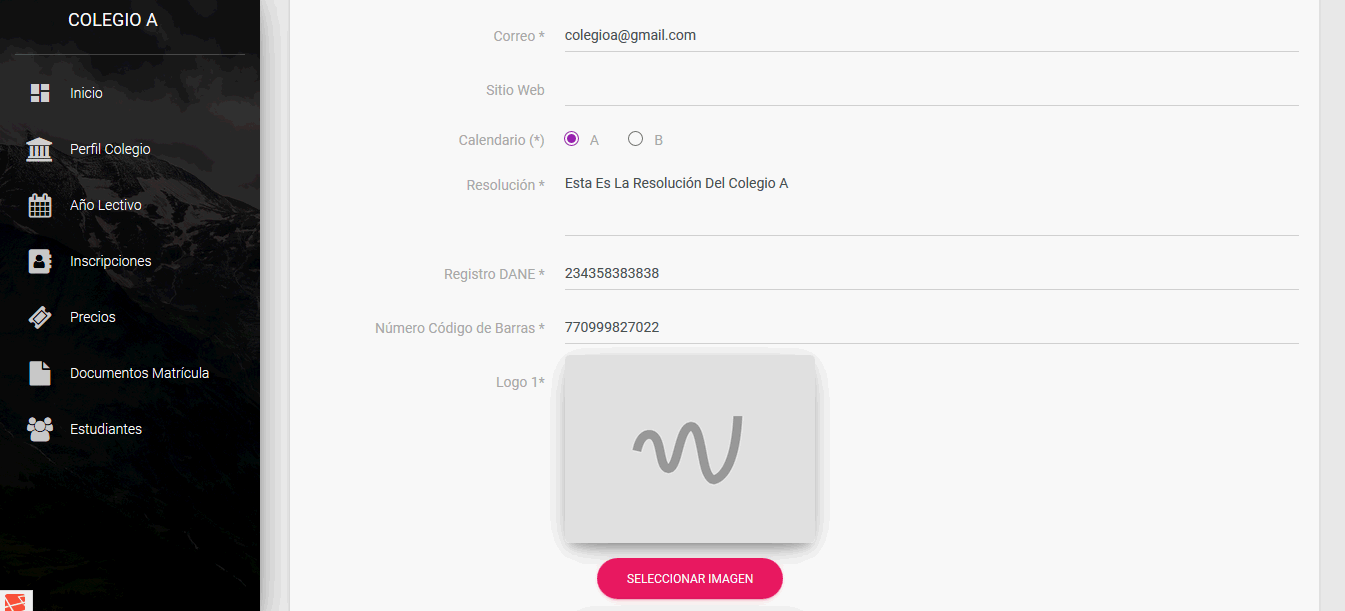 COLEGIO A
Inicio
Perfil Colegio
Año Lectivo
Inscripciones
Precios
Documentos Matrícula
Estudiantes
Correo * colegioa@gmail.com
Sitio Web
Calendario (*) A B
Resolución * Esta Es La Resolución Del Colegio A
Registro DANE * 234358383838
Número Código de Barras * 770999827022
Logo 1*
SELECCIONAR IMAGEN